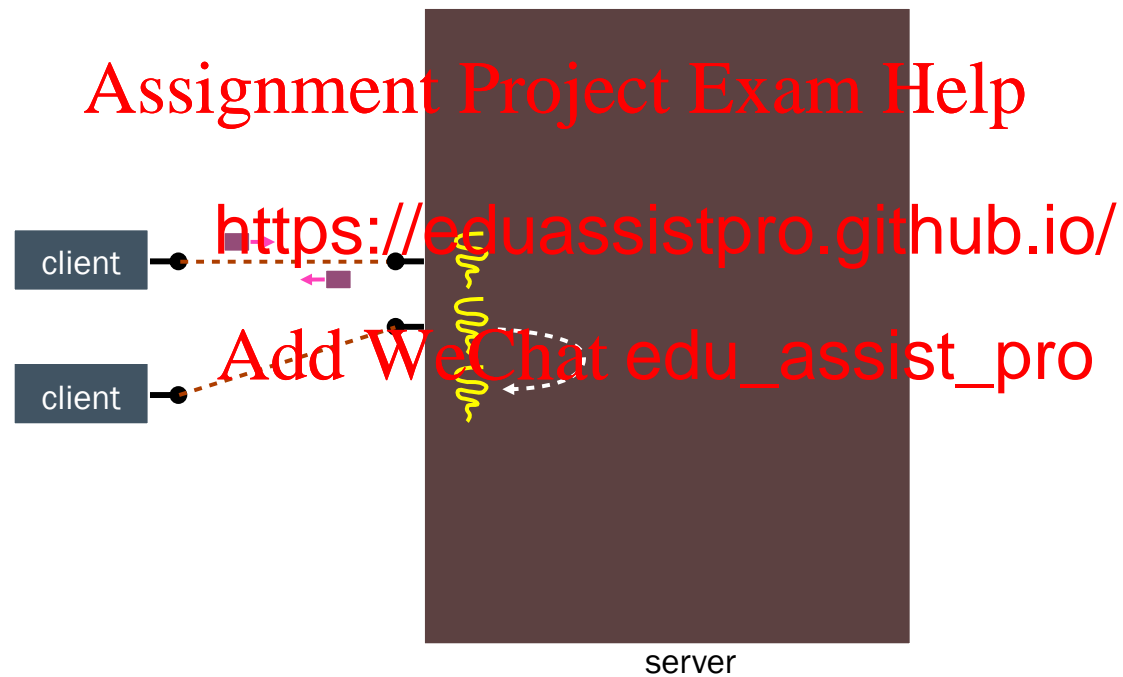 Assignment Project Exam Help
https://eduassistpro.github.io/
client
Add WeChat edu_assist_pro
client
server